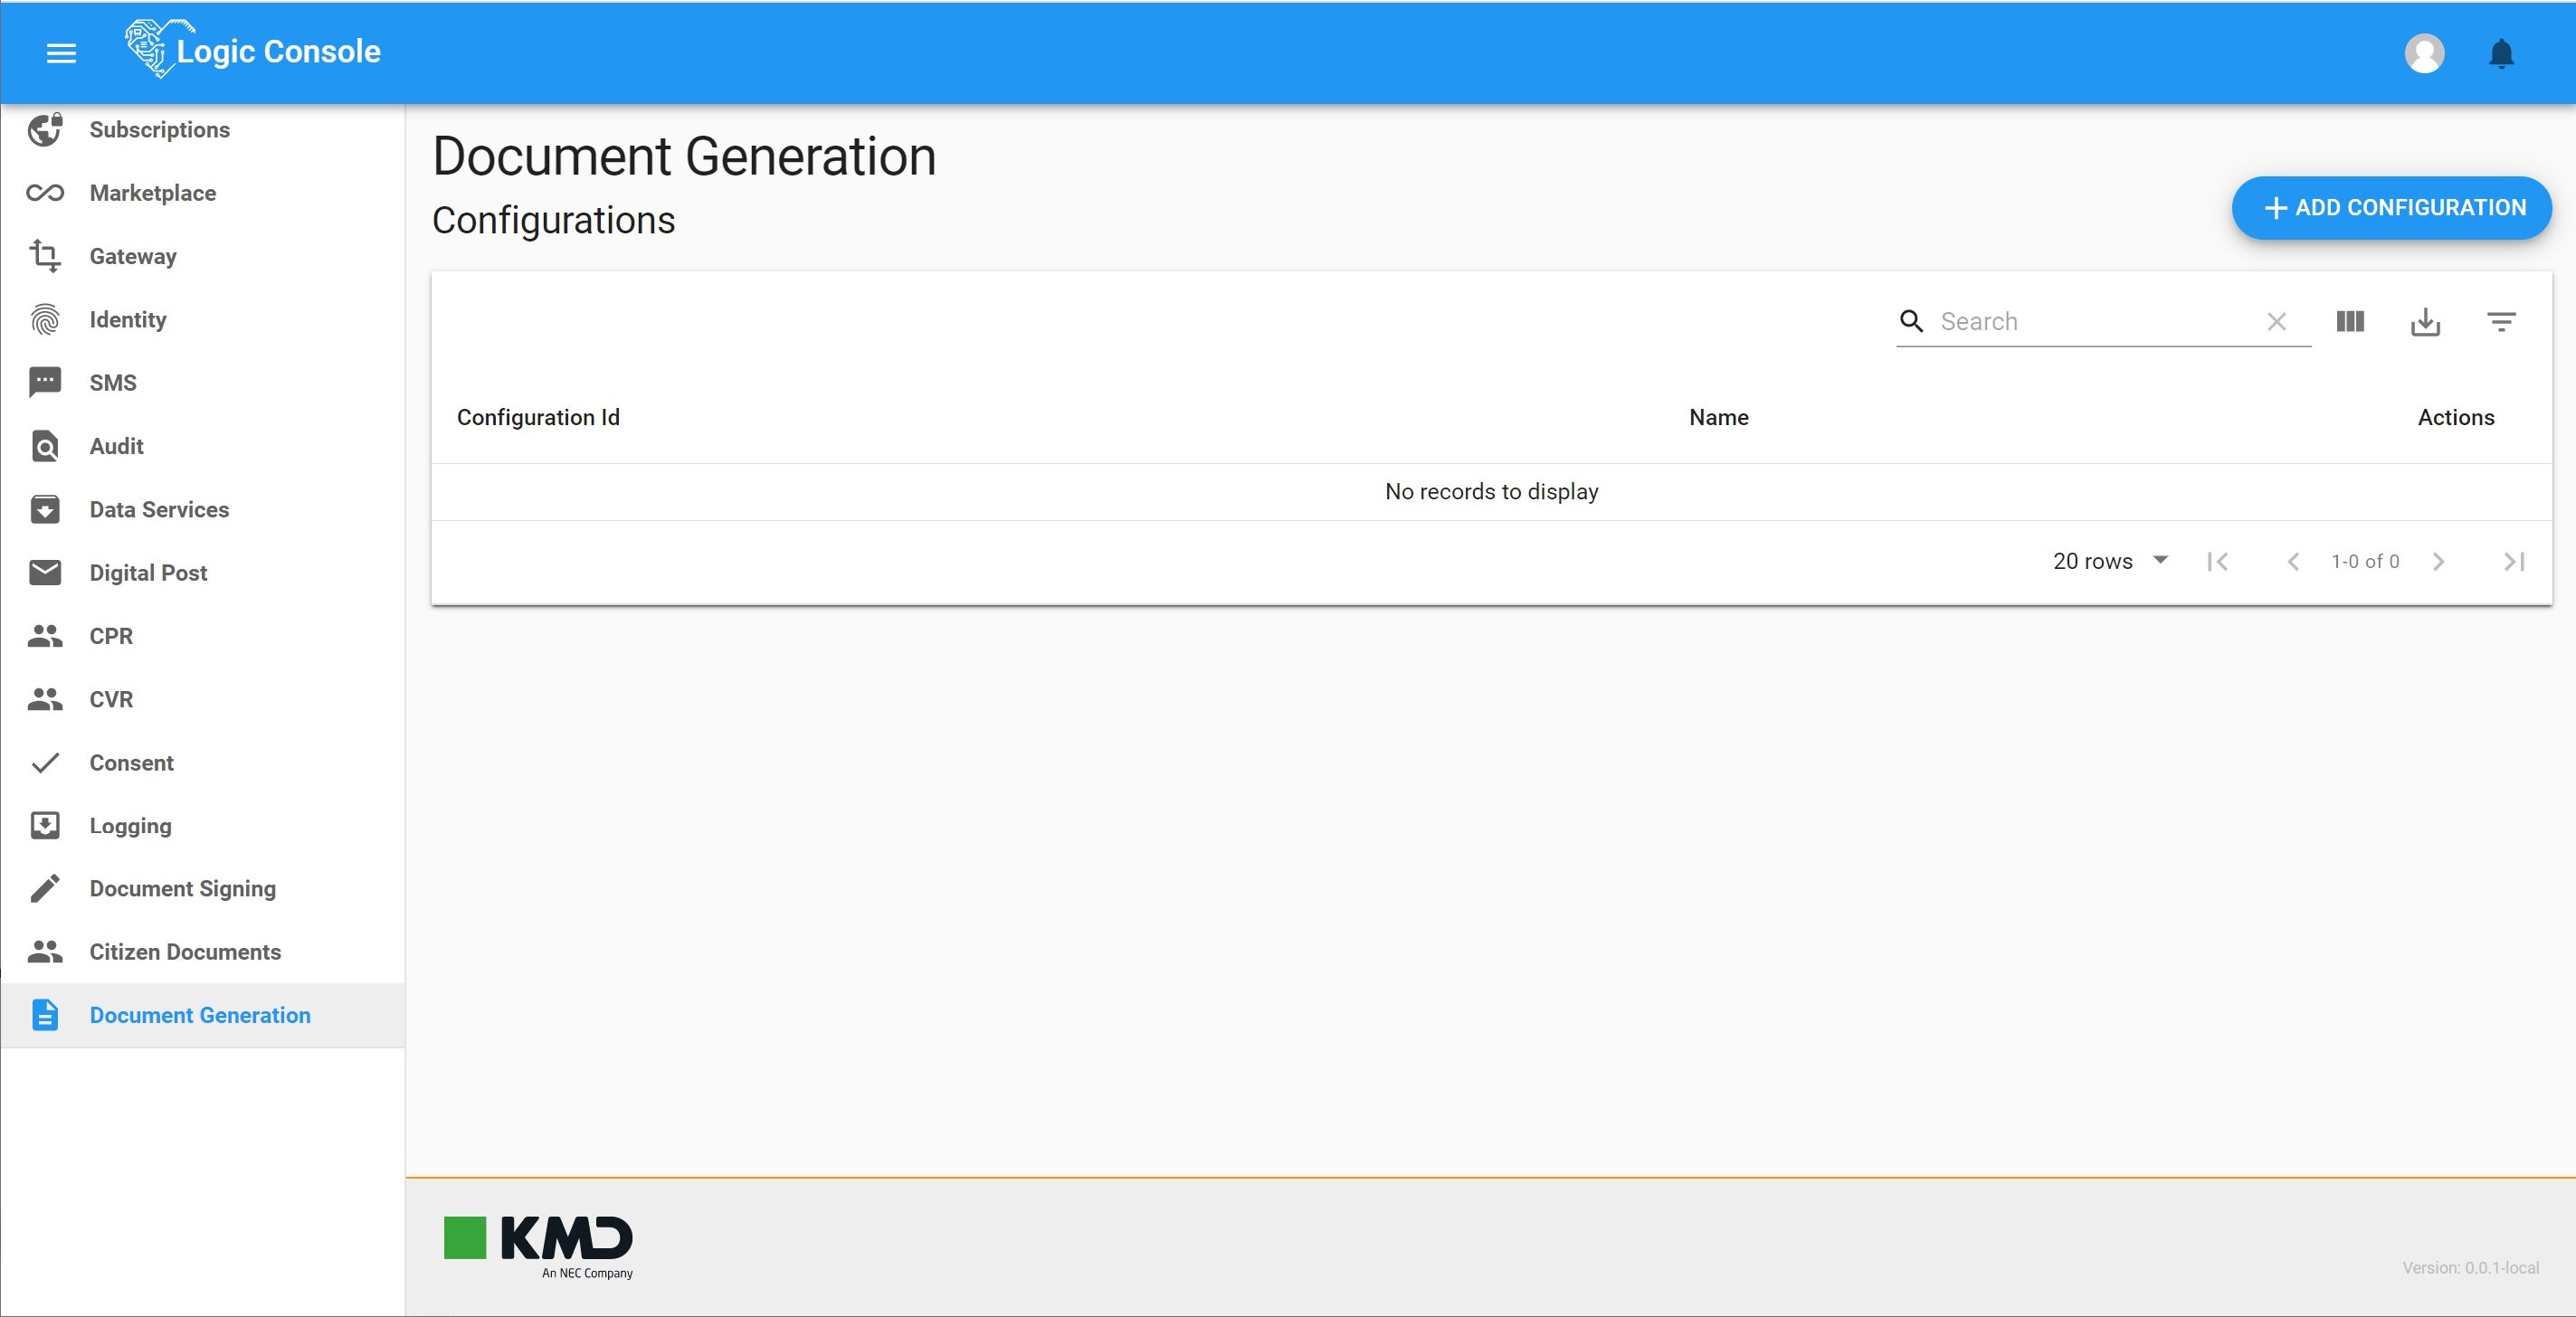 Logic Console
Subscriptions
Marketplace
Gateway
Identity
SMS
Audit
Data Services
Digital Post
CPR
CVR
Consent
Logging
Document Signing
Citizen Documents
Document Generation
Document Generation
Configurations
ADD CONFIGURATION
Search
Configuration Id Name Actions
No records to display
20 rows 1-0 of 0
KMD
An NEC Company
Version: 0.0.1-local